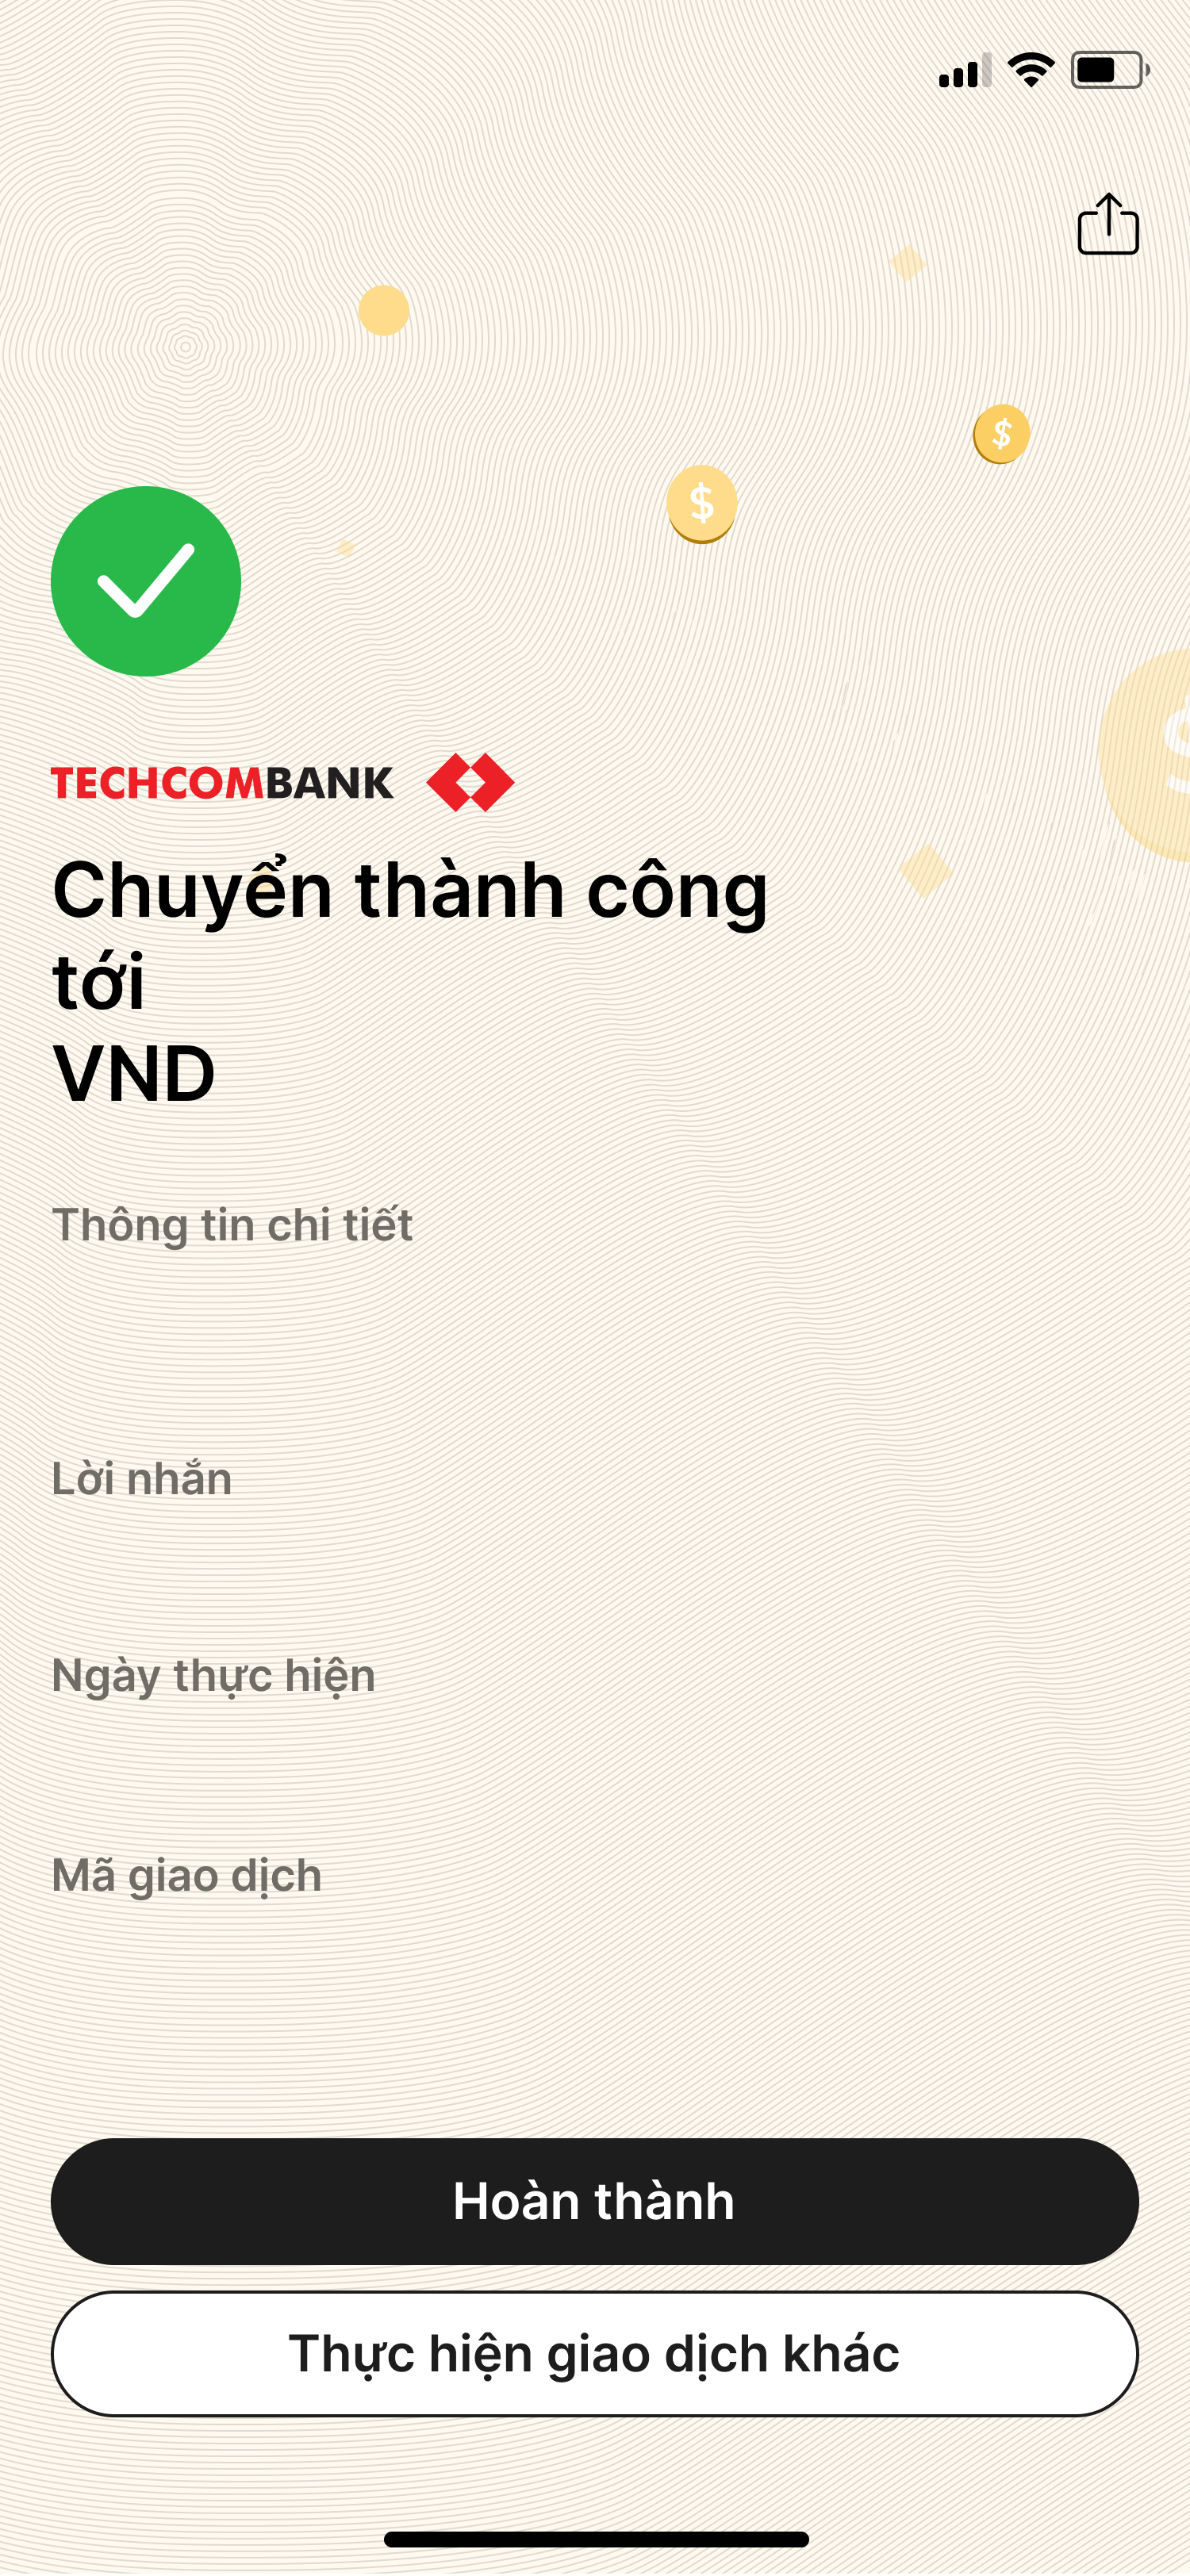 TECHCOMBANK
Chuyển thành công
tới
VND
Thông tin chi tiết
Lời nhắn
Ngày thực hiện
Mã giao dịch
Hoàn thành
Thực hiện giao dịch khác